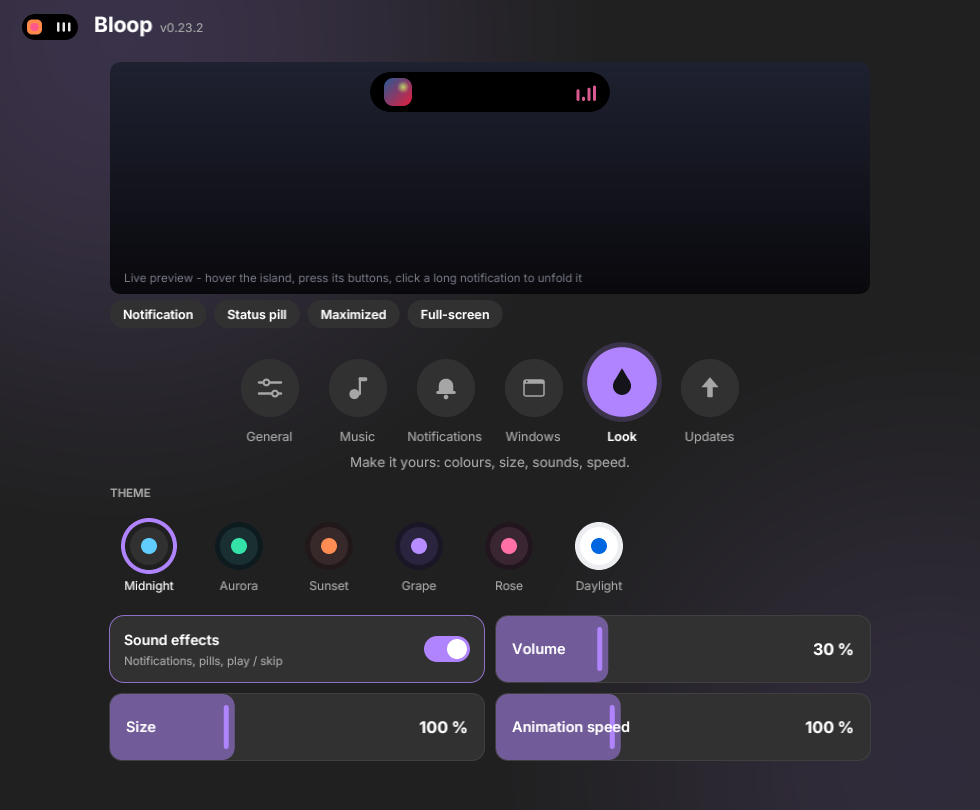 Bloop v0.23.2
Live preview - hover the island, press its buttons, click a long notification to unfold it
Notification Status pill Maximized Full-screen
General Music Notifications Windows Look Updates
Make it yours: colours, size, sounds, speed.
THEME
Midnight Aurora Sunset Grape Rose Daylight
Sound effects
Notifications, pills, play / skip
Volume 30 %
Size 100 %
Animation speed 100 %